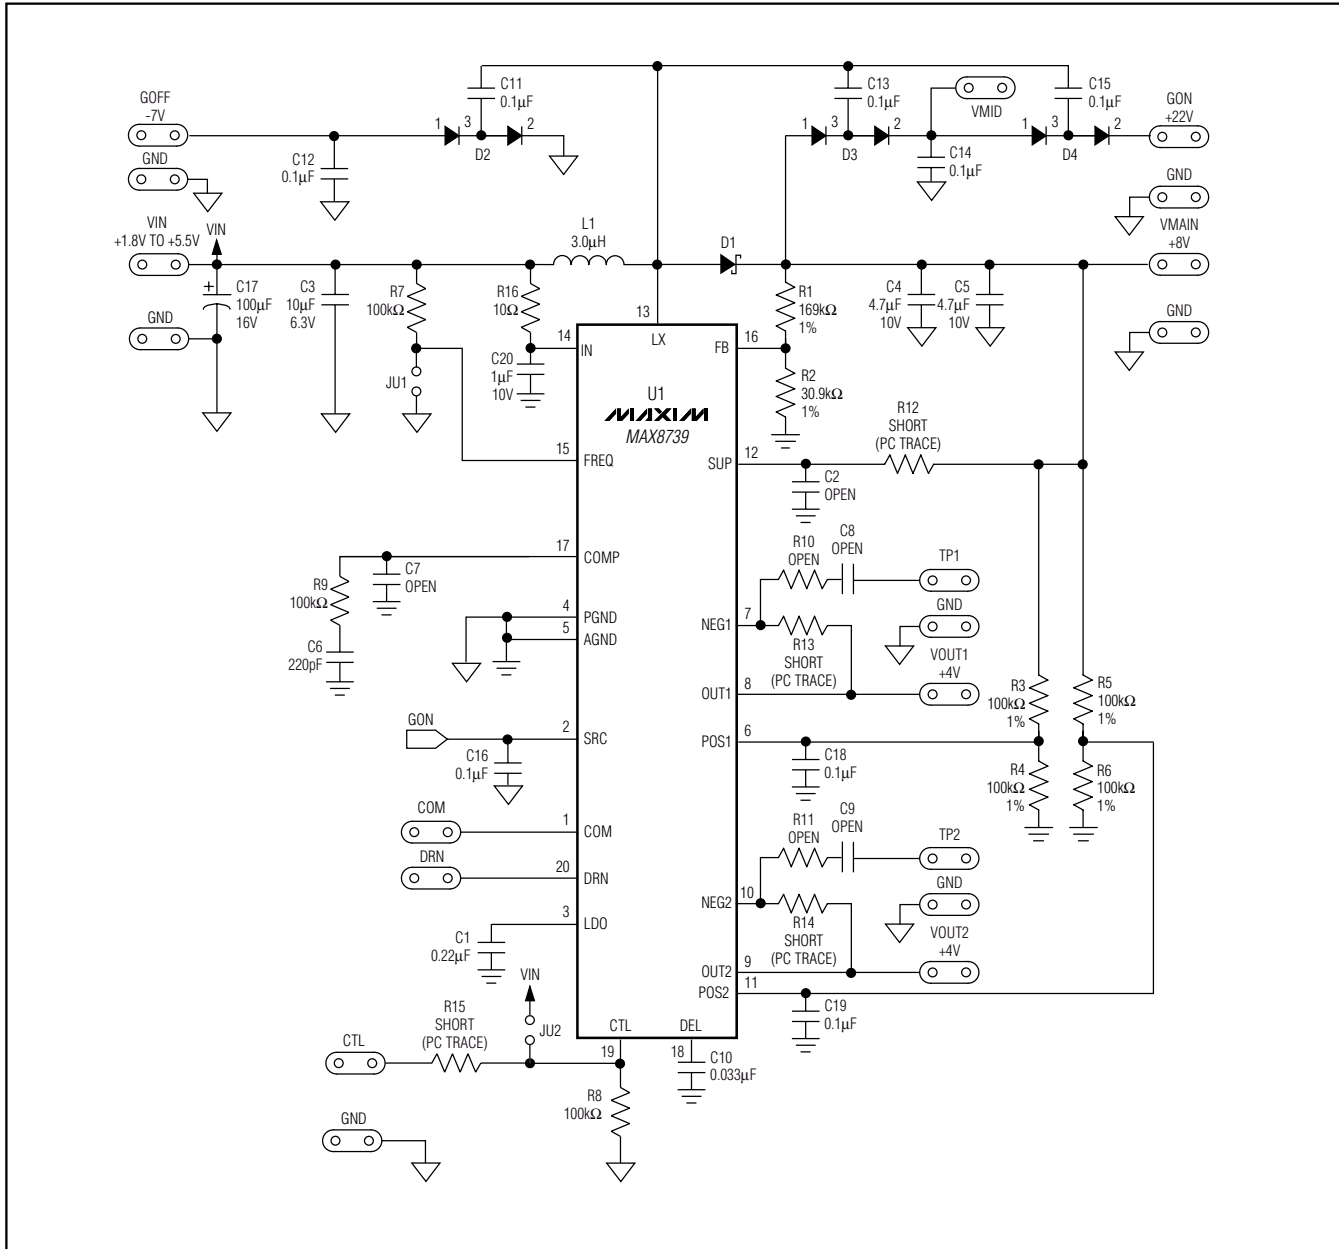 C11
0.1μF
C13
0.1μF
VMID
C15
0.1μF
GOFF
-7V
GON
+22V
1 3 2
D2
1 3 2
D3
1 3 2
D4
GND
C12
0.1μF
C14
0.1μF
GND
VIN
+1.8V TO +5.5V
VIN
L1
3.0μH
D1
VMAIN
+8V
C17
100μF
16V
C3
10μF
6.3V
R7
100kΩ
R16
10Ω
R1
169kΩ
1%
C4
4.7μF
10V
C5
4.7μF
10V
GND
GND
13
LX
14
IN
FB
16
JU1
C20
1μF
10V
U1
MAXIM
MAX8739
R2
30.9kΩ
1%
R12
SHORT
(PC TRACE)
15
FREQ
SUP
12
C2
OPEN
17
COMP
C7
OPEN
R9
100kΩ
R10
OPEN
C8
OPEN
TP1
4
PGND
5
AGND
GND
NEG1
7
C6
220pF
R13
SHORT
(PC TRACE)
VOUT1
+4V
OUT1
8
R3
100kΩ
1%
R5
100kΩ
1%
GON
2
SRC
POS1
6
C16
0.1μF
C18
0.1μF
R4
100kΩ
1%
R6
100kΩ
1%
COM
1
COM
R11
OPEN
C9
OPEN
TP2
DRN
20
DRN
GND
NEG2
10
3
LDO
C1
0.22μF
R14
SHORT
(PC TRACE)
VOUT2
+4V
OUT2
9
POS2
11
VIN
R15
SHORT
(PC TRACE)
JU2
C19
0.1μF
CTL
CTL
DEL
19
18
C10
0.033μF
R8
100kΩ
GND